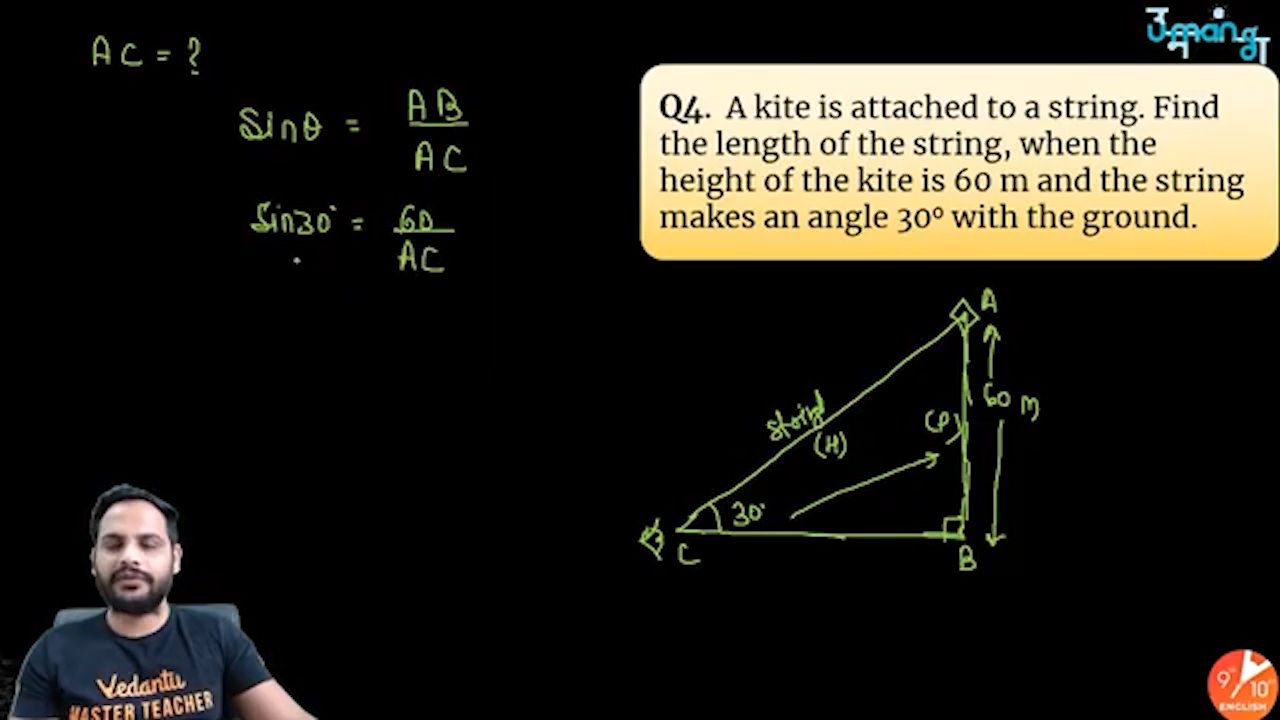 AC = ?
Sinθ = AB
AC
Sin30° = 60
AC
उमंग
umang
Q4. A kite is attached to a string. Find
the length of the string, when the
height of the kite is 60 m and the string
makes an angle 30° with the ground.
A
60 m
(P)
string
(H)
30°
C
B
Vedantu
MASTER TEACHER
9th
10th
ENGLISH